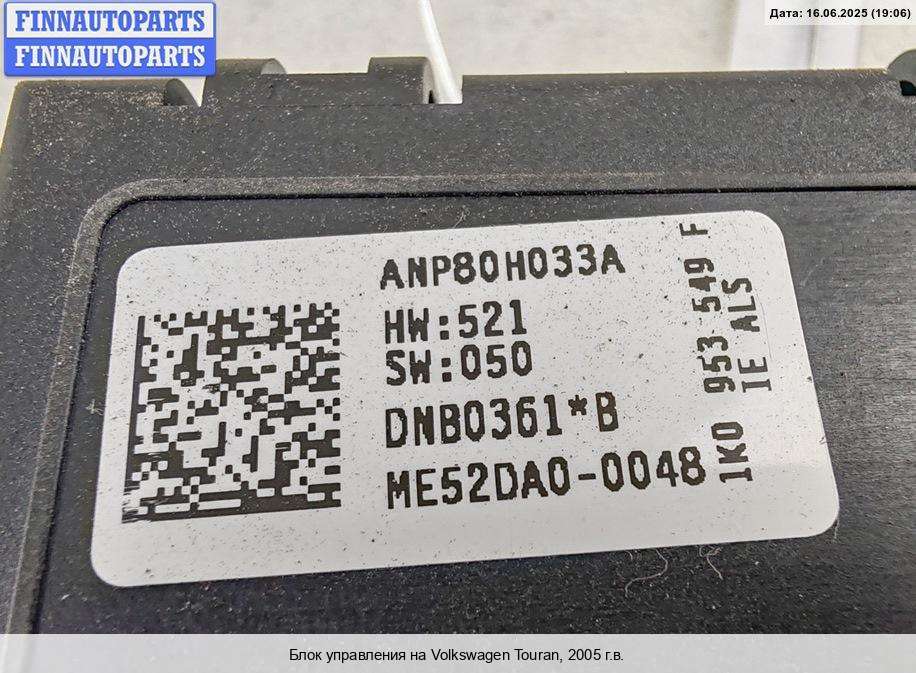 FINNAUTOPARTS
FINNAUTOPARTS
Дата: 16.06.2025 (19:06)
ANP80H033A
HW:521
SW:050
DNB0361*B
ME52DA0-0048
1K0 953 549 F
IE ALS
Блок управления на Volkswagen Touran, 2005 г.в.